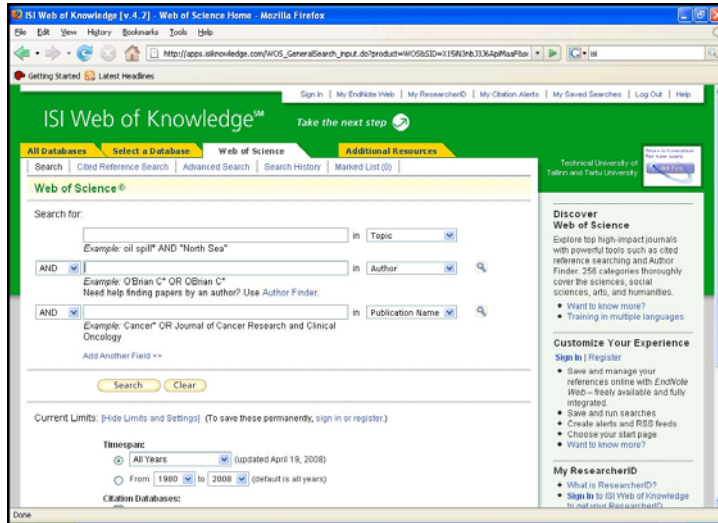 ISI Web of Knowledge [v.4.2] - Web of Science Home - Mozilla Firefox
File Edit View History Bookmarks Tools Help
isi
Getting Started Latest Headlines
Sign In | My EndNote Web | My ResearcherID | My Citation Alerts | My Saved Searches | Log Out | Help
ISI Web of Knowledge℠ Take the next step
All Databases Select a Database Web of Science Additional Resources
Search | Cited Reference Search | Advanced Search | Search History | Marked List (0)
Technical University of
Tallinn and Tartu University
Web of Science®
Search for:
in Topic
Example: oil spill* AND "North Sea"
AND in Author
Example: O'Brian C* OR OBrian C*
Need help finding papers by an author? Use Author Finder.
AND in Publication Name
Example: Cancer* OR Journal of Cancer Research and Clinical
Oncology
Add Another Field >>
Search Clear
Current Limits: [Hide Limits and Settings] (To save these permanently, sign in or register.)
Timespan:
All Years (updated April 19, 2008)
From 1980 to 2008 (default is all years)
Citation Databases:
Discover
Web of Science
Explore top high-impact journals
with powerful tools such as cited
reference searching and Author
Finder. 256 categories thoroughly
cover the sciences, social
sciences, arts, and humanities.
Want to know more?
Training in multiple languages
Customize Your Experience
Sign In | Register
Save and manage your
references online with EndNote
Web – freely available and fully
integrated.
Save and run searches
Create alerts and RSS feeds
Choose your start page
Want to know more?
My ResearcherID
What is ResearcherID?
Sign In to ISI Web of Knowledge
to get your ResearcherID
Done